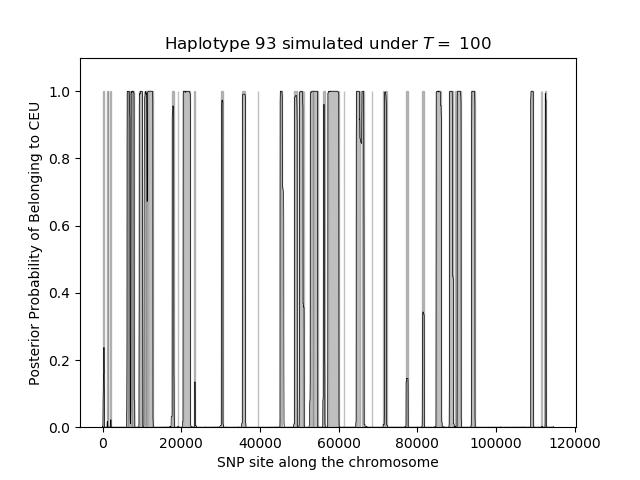 Haplotype 93 simulated under T = 100
Posterior Probability of Belonging to CEU
1.0
0.8
0.6
0.4
0.2
0.0
0 20000 40000 60000 80000 100000 120000
SNP site along the chromosome